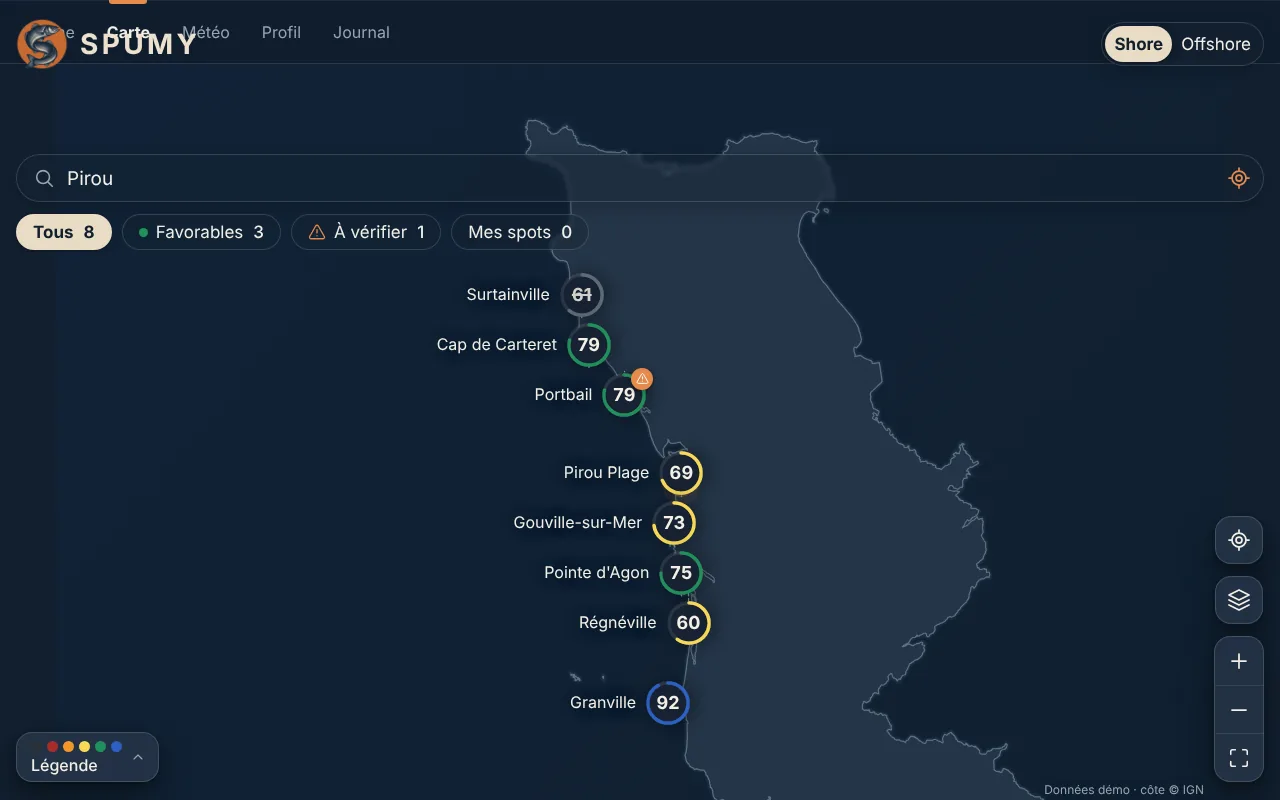 Carte
Météo
Profil
Journal
SPUMY
Shore
Offshore
Pirou
Tous 8
Favorables 3
À vérifier 1
Mes spots 0
Surtainville 61
Cap de Carteret 79
Portbail 79
Pirou Plage 69
Gouville-sur-Mer 73
Pointe d'Agon 75
Régnéville 60
Granville 92
Légende
Données démo · côte © IGN